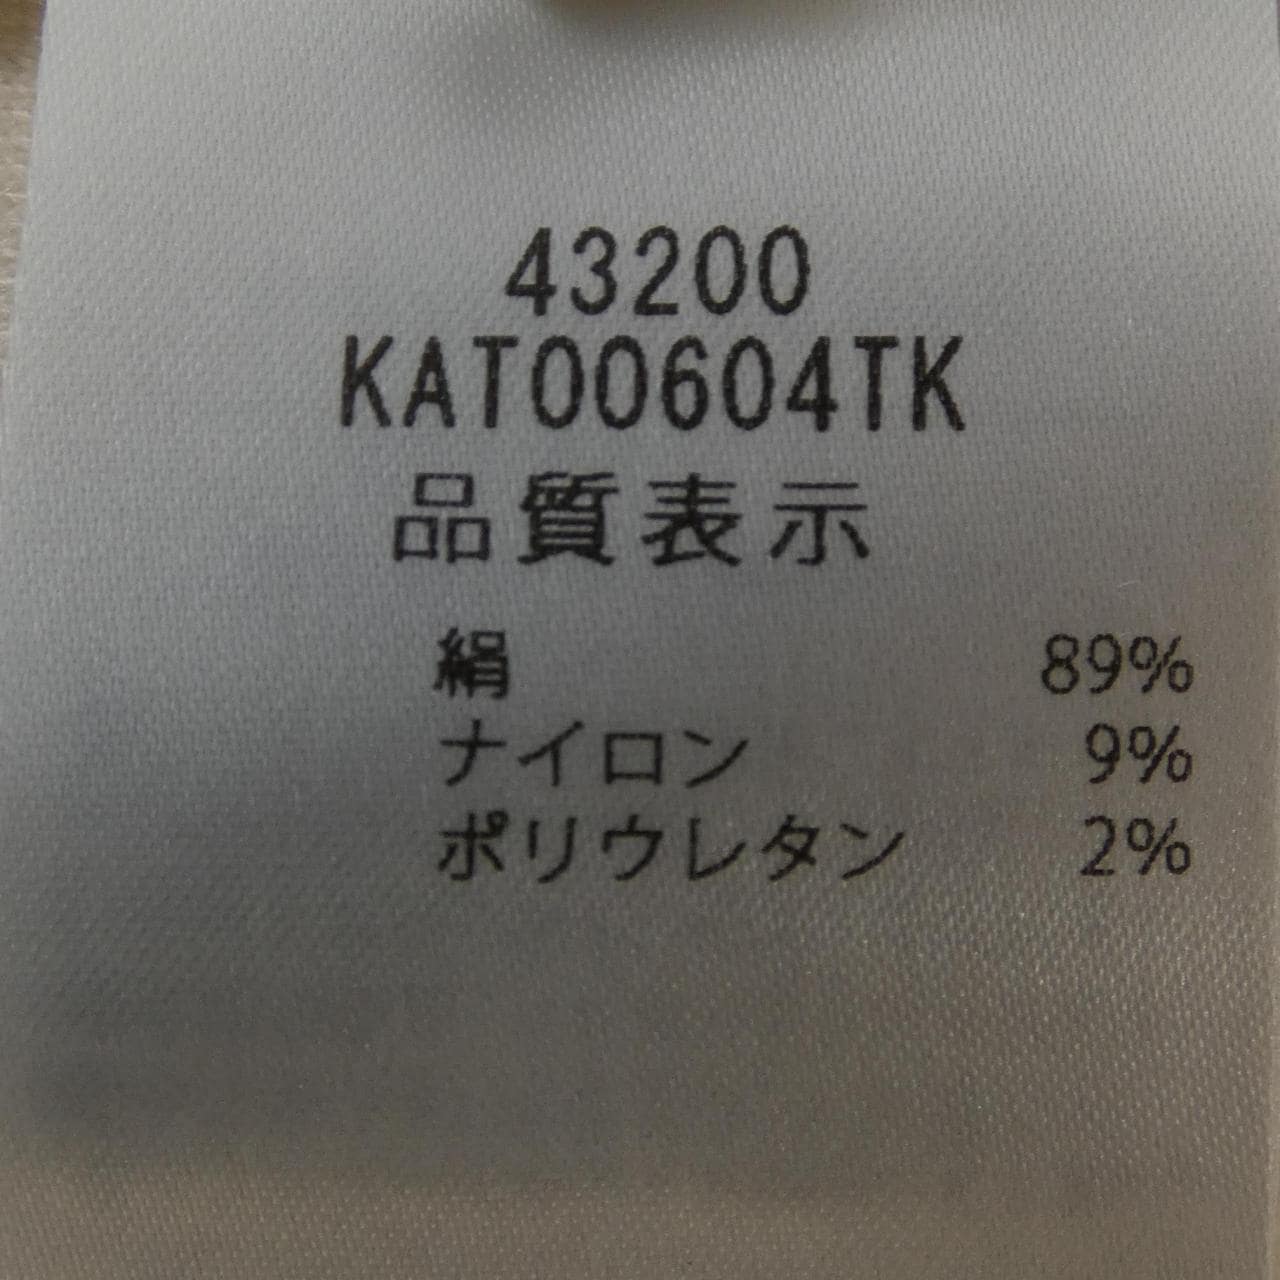 43200
KAT00604TK
品質表示
絹 89%
ナイロン 9%
ポリウレタン 2%